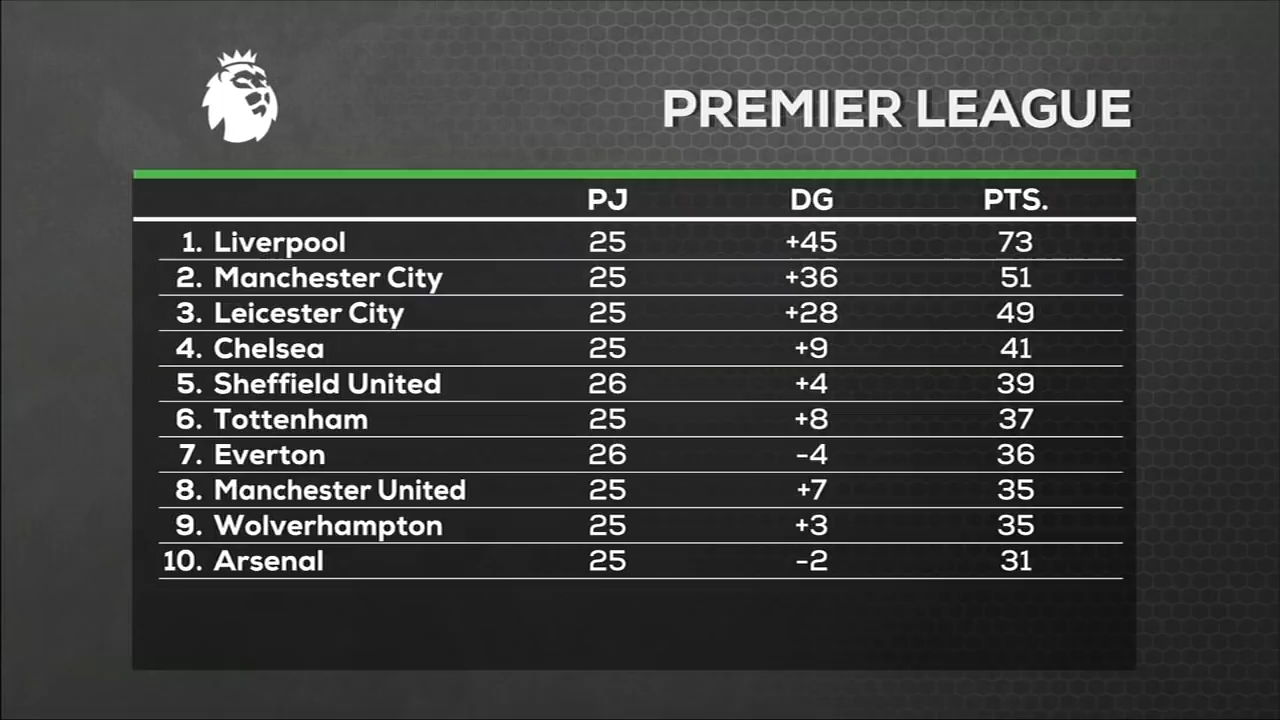 PREMIER LEAGUE
PJ DG PTS.
1. Liverpool 25 +45 73
2. Manchester City 25 +36 51
3. Leicester City 25 +28 49
4. Chelsea 25 +9 41
5. Sheffield United 26 +4 39
6. Tottenham 25 +8 37
7. Everton 26 -4 36
8. Manchester United 25 +7 35
9. Wolverhampton 25 +3 35
10. Arsenal 25 -2 31